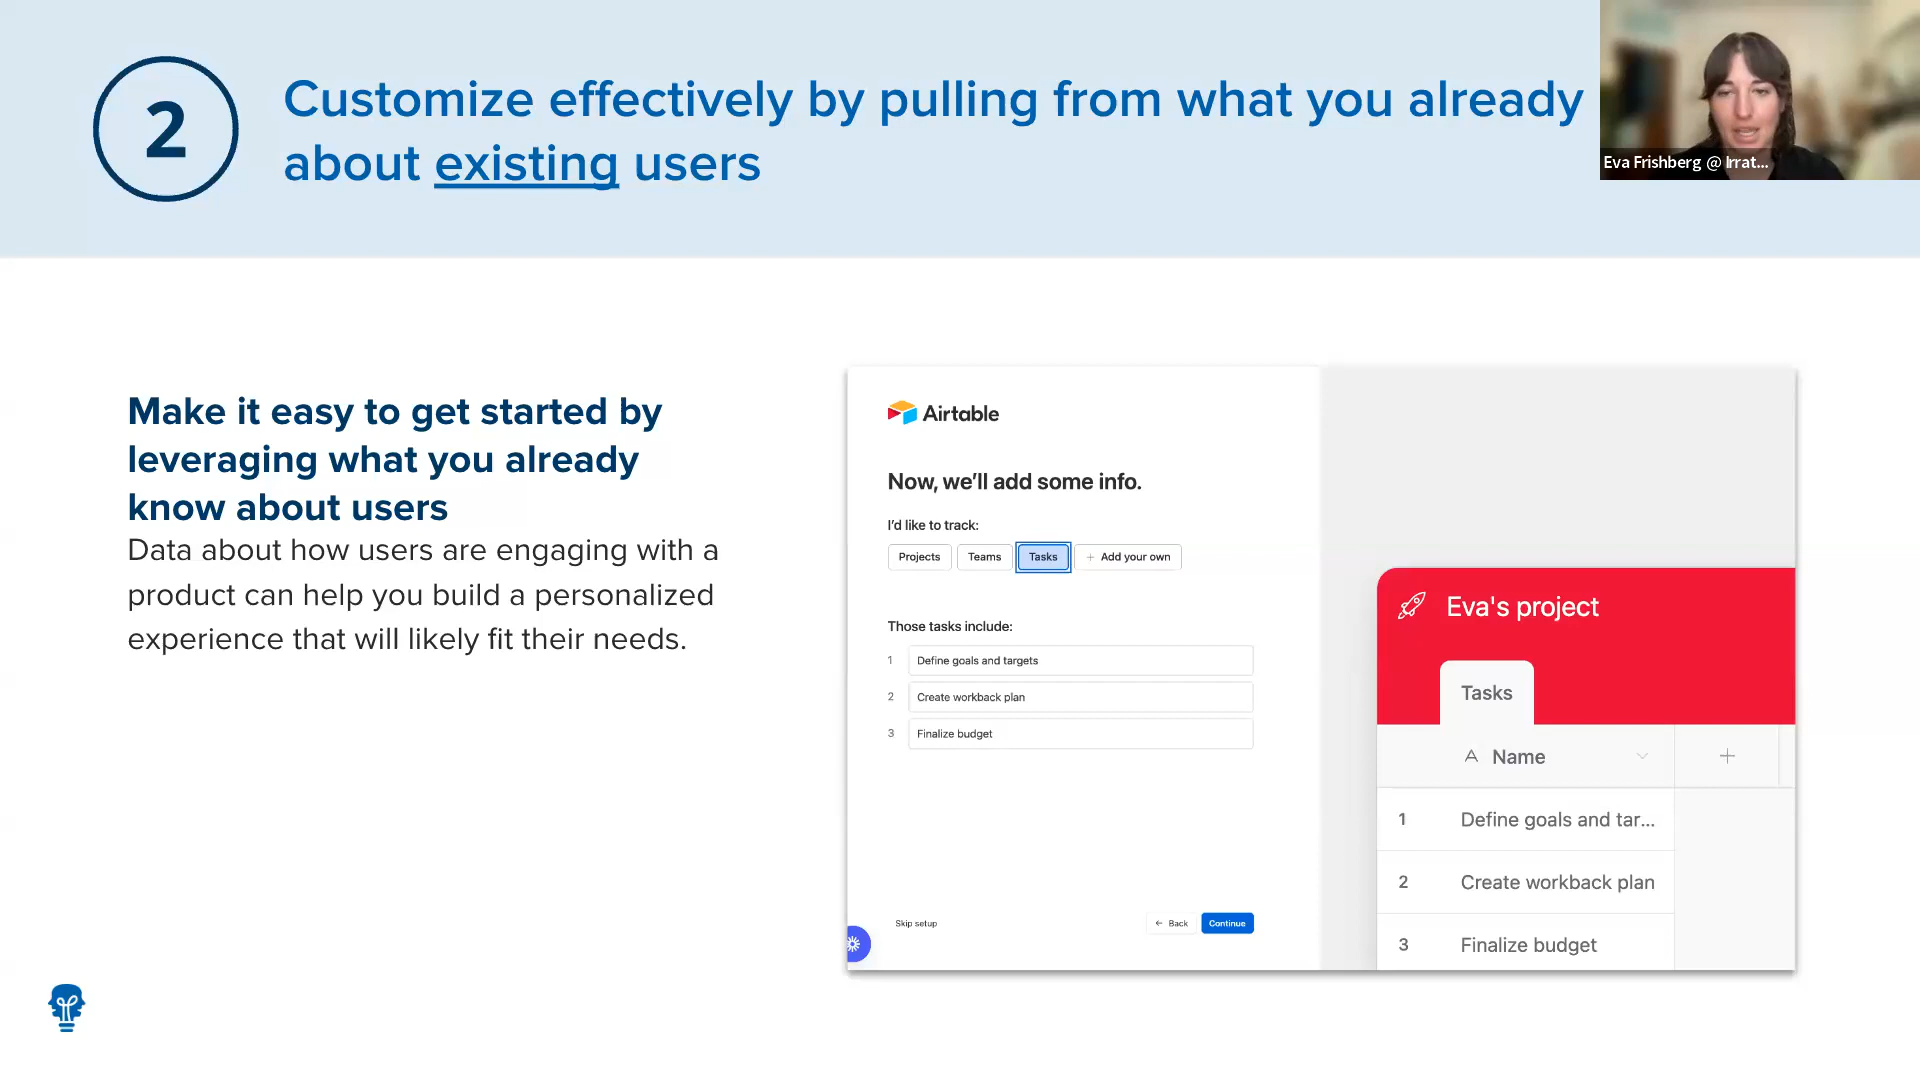 2
Customize effectively by pulling from what you already
about existing users
Eva Frishberg @ Irrat...
Make it easy to get started by
leveraging what you already
know about users
Data about how users are engaging with a
product can help you build a personalized
experience that will likely fit their needs.
Airtable
Now, we'll add some info.
I'd like to track:
Projects
Teams
Tasks
+ Add your own
Those tasks include:
1 Define goals and targets
2 Create workback plan
3 Finalize budget
Skip setup
← Back
Continue
Eva's project
Tasks
A Name
+
1 Define goals and tar...
2 Create workback plan
3 Finalize budget